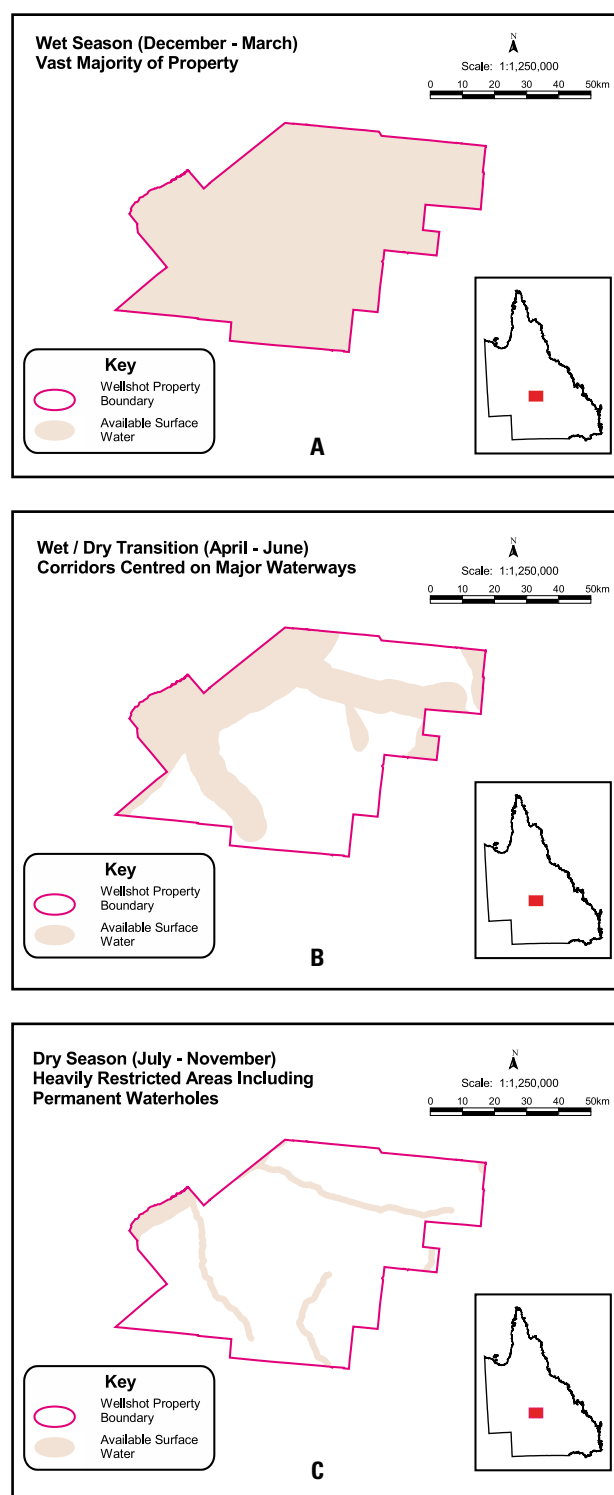 Wet Season (December - March)
Vast Majority of Property
N
Scale: 1:1,250,000
0 10 20 30 40 50km
Key
Wellshot Property
Boundary
Available Surface
Water
A
Wet / Dry Transition (April - June)
Corridors Centred on Major Waterways
N
Scale: 1:1,250,000
0 10 20 30 40 50km
Key
Wellshot Property
Boundary
Available Surface
Water
B
Dry Season (July - November)
Heavily Restricted Areas Including
Permanent Waterholes
N
Scale: 1:1,250,000
0 10 20 30 40 50km
Key
Wellshot Property
Boundary
Available Surface
Water
C